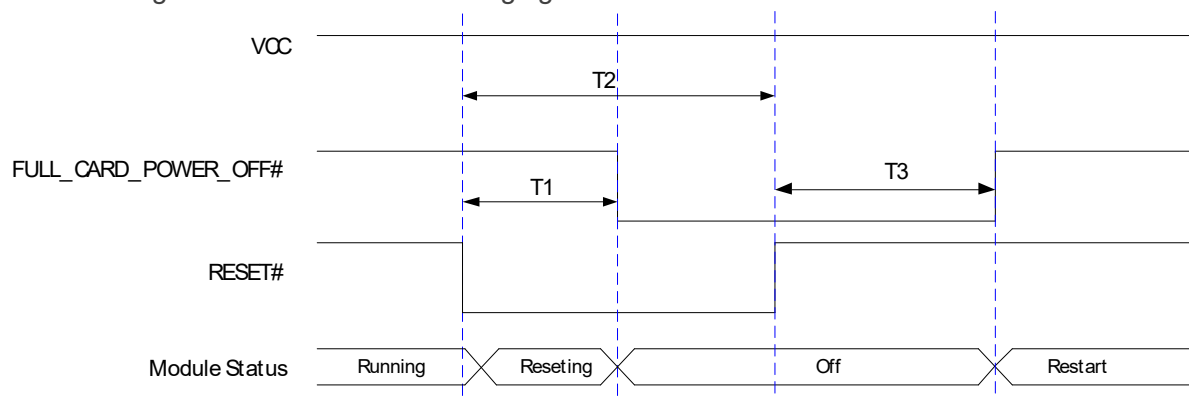 VCC
T2
FULL_CARD_POWER_OFF#
T1
T3
RESET#
Module Status
Running
Reseting
Off
Restart